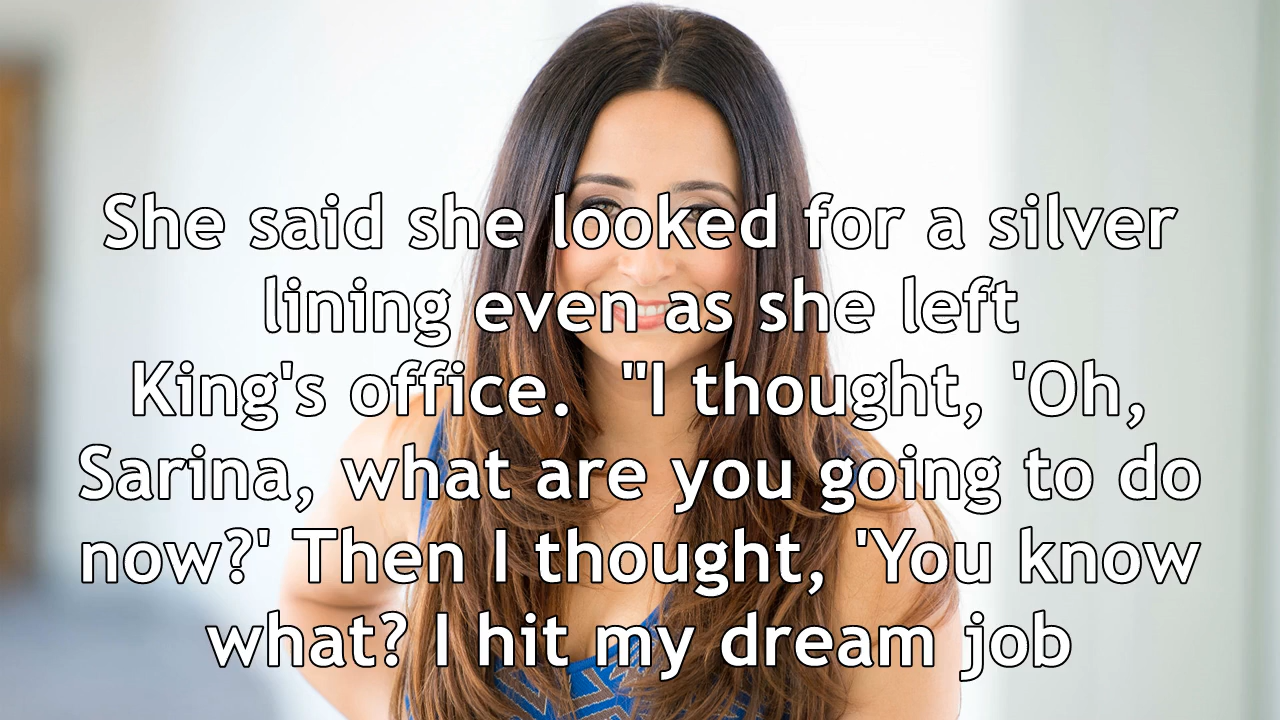 She said she looked for a silver
lining even as she left
King's office.  "I thought, 'Oh,
Sarina, what are you going to do
now?' Then I thought, 'You know
what? I hit my dream job